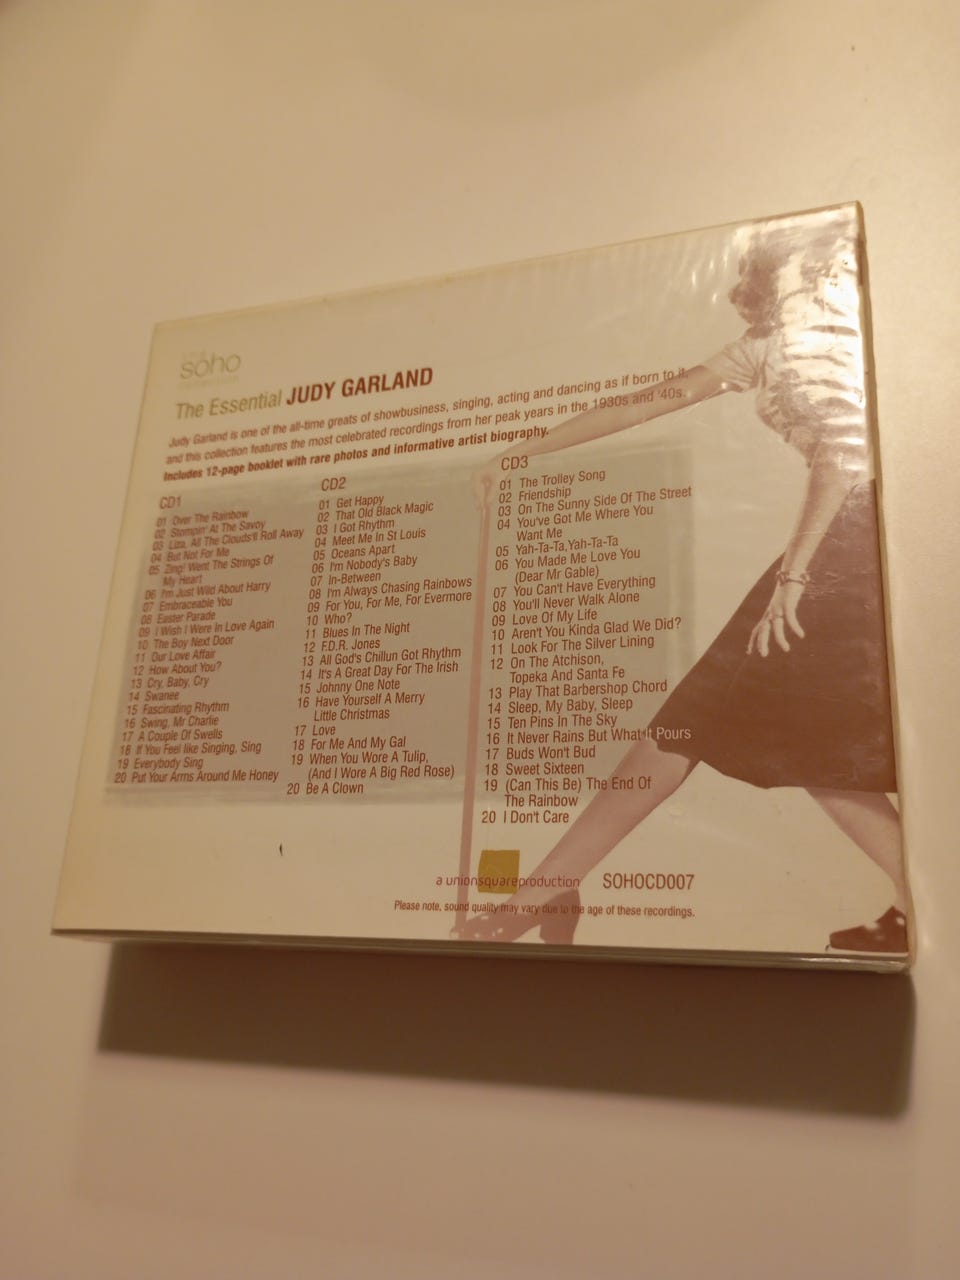 soho
The Essential JUDY GARLAND
Judy Garland is one of the all-time greats of showbusiness, singing, acting and dancing as if born to it,
and this collection features the most celebrated recordings from her peak years in the 1930s and '40s.
Includes 12-page booklet with rare photos and informative artist biography.
CD1
01 Over The Rainbow
02 Stompin' At The Savoy
03 Liza, All The Clouds'll Roll Away
04 But Not For Me
05 Zing! Went The Strings Of
My Heart
06 I'm Just Wild About Harry
07 Embraceable You
08 Easter Parade
09 I Wish I Were In Love Again
10 The Boy Next Door
11 Our Love Affair
12 How About You?
13 Cry, Baby, Cry
14 Swanee
15 Fascinating Rhythm
16 Swing, Mr Charlie
17 A Couple Of Swells
18 If You Feel like Singing, Sing
19 Everybody Sing
20 Put Your Arms Around Me Honey
CD2
01 Get Happy
02 That Old Black Magic
03 I Got Rhythm
04 Meet Me In St Louis
05 Oceans Apart
06 I'm Nobody's Baby
07 In-Between
08 I'm Always Chasing Rainbows
09 For You, For Me, For Evermore
10 Who?
11 Blues In The Night
12 F.D.R. Jones
13 All God's Chillun Got Rhythm
14 It's A Great Day For The Irish
15 Johnny One Note
16 Have Yourself A Merry
Little Christmas
17 Love
18 For Me And My Gal
19 When You Wore A Tulip,
(And I Wore A Big Red Rose)
20 Be A Clown
CD3
01 The Trolley Song
02 Friendship
03 On The Sunny Side Of The Street
04 You've Got Me Where You
Want Me
05 Yah-Ta-Ta,Yah-Ta-Ta
06 You Made Me Love You
(Dear Mr Gable)
07 You Can't Have Everything
08 You'll Never Walk Alone
09 Love Of My Life
10 Aren't You Kinda Glad We Did?
11 Look For The Silver Lining
12 On The Atchison,
Topeka And Santa Fe
13 Play That Barbershop Chord
14 Sleep, My Baby, Sleep
15 Ten Pins In The Sky
16 It Never Rains But What It Pours
17 Buds Won't Bud
18 Sweet Sixteen
19 (Can This Be) The End Of
The Rainbow
20 I Don't Care
a unionsquareproduction SOHOCD007
Please note, sound quality may vary due to the age of these recordings.